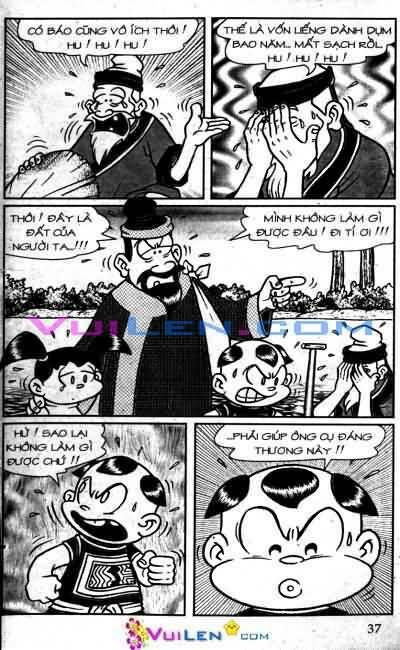 CÓ BÁO CŨNG VÔ ÍCH THÔI!
HU! HU! HU!
THẾ LÀ VỐN LIẾNG DÀNH DỤM
BAO NĂM.. MẤT SẠCH RỒI..
HU! HU! HU!
THÔI! ĐÂY LÀ
ĐẤT CỦA
NGƯỜI TA..!!!
MÌNH KHÔNG LÀM GÌ
ĐƯỢC ĐÂU! ĐI TÍ ƠI!!!
VUILEN.COM
HỨ! SAO LẠI
KHÔNG LÀM GÌ
ĐƯỢC CHỨ!!
...PHẢI GIÚP ÔNG CỤ ĐÁNG
THƯƠNG NÀY!!
37
VUILEN.COM